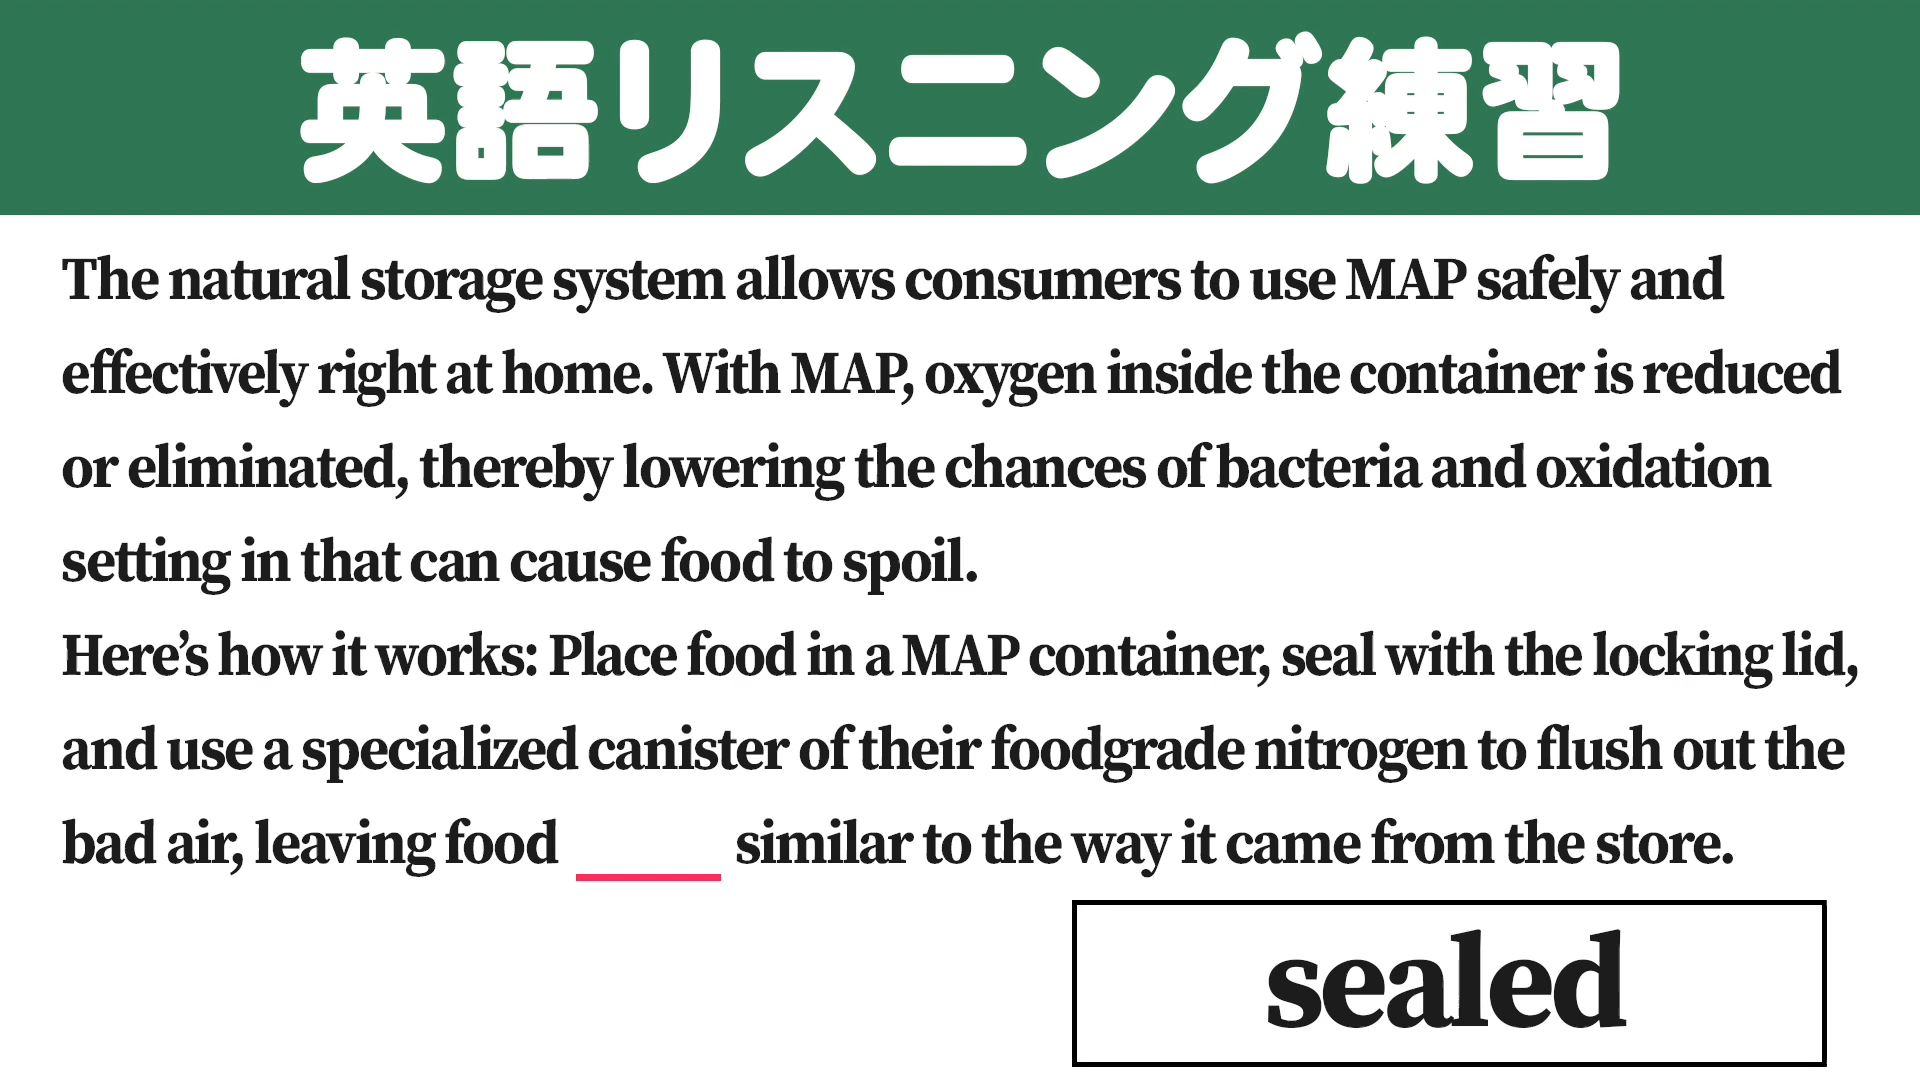 英語リスニング練習
The natural storage system allows consumers to use MAP safely and
effectively right at home. With MAP, oxygen inside the container is reduced
or eliminated, thereby lowering the chances of bacteria and oxidation
setting in that can cause food to spoil.
Here’s how it works: Place food in a MAP container, seal with the locking lid,
and use a specialized canister of their foodgrade nitrogen to flush out the
bad air, leaving food ____ similar to the way it came from the store.
sealed